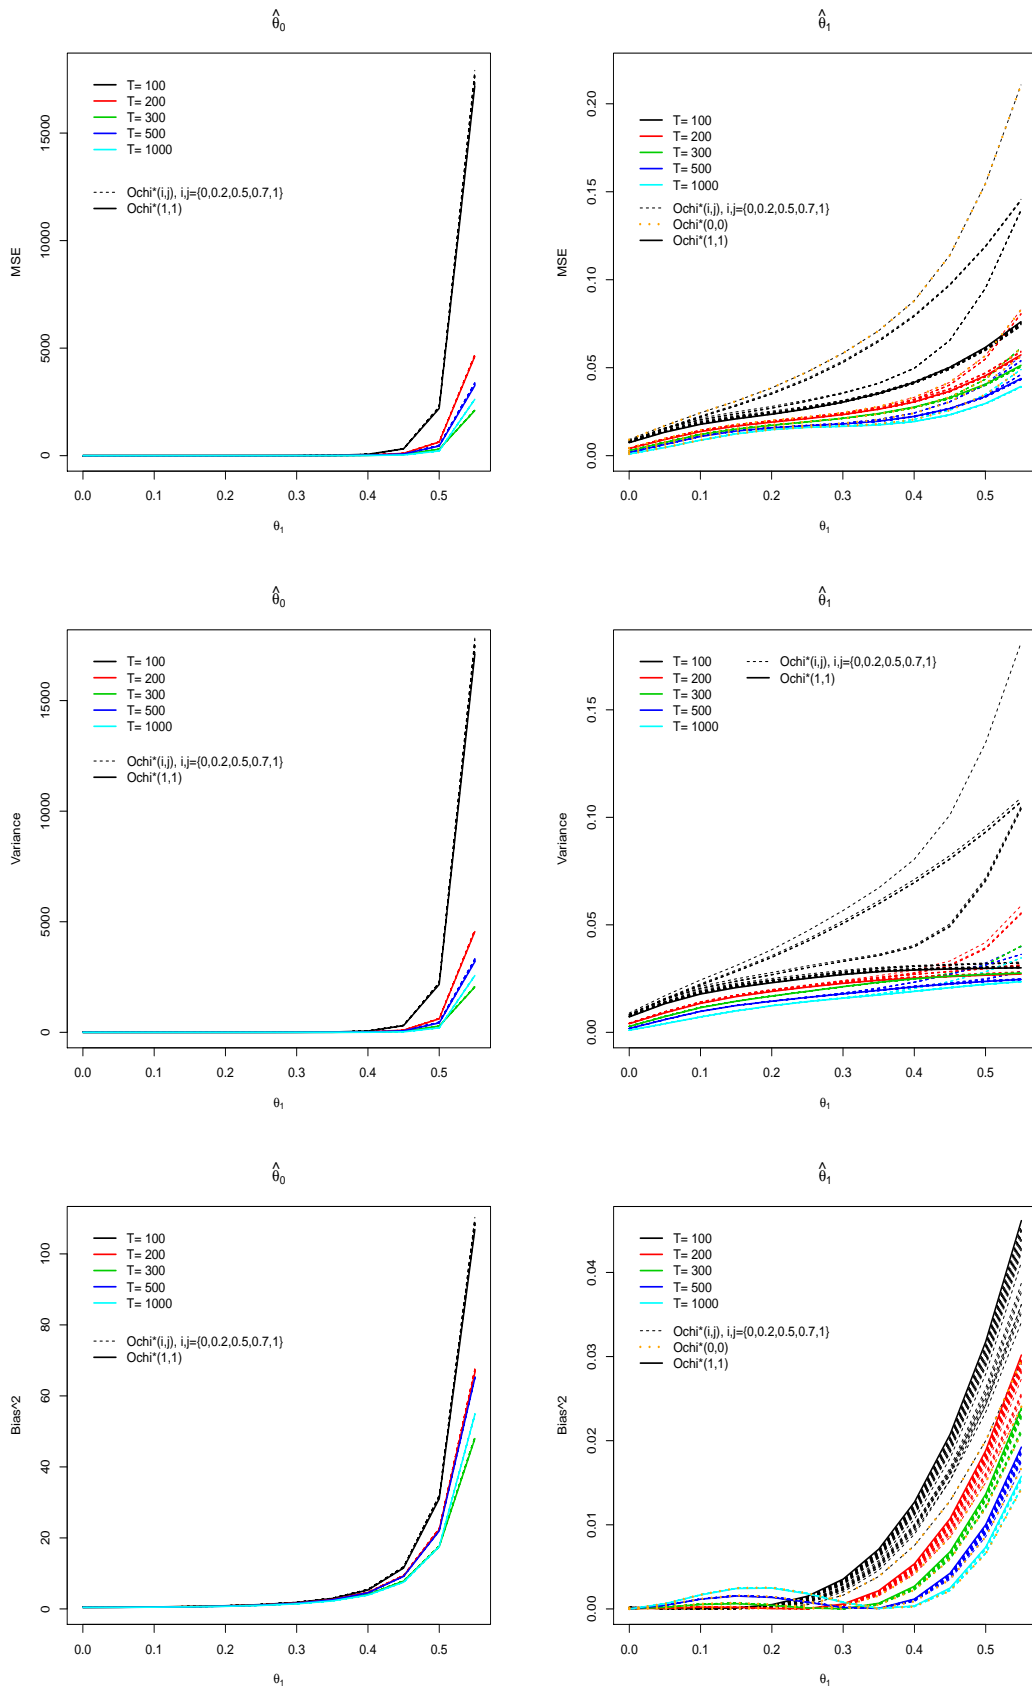 θ̂0
MSE
15000
10000
5000
0
T= 100
T= 200
T= 300
T= 500
T= 1000
Ochi*(i,j), i,j={0,0.2,0.5,0.7,1}
Ochi*(1,1)
0.0 0.1 0.2 0.3 0.4 0.5
θ1
θ̂1
MSE
0.20
0.15
0.10
0.05
0.00
T= 100
T= 200
T= 300
T= 500
T= 1000
Ochi*(i,j), i,j={0,0.2,0.5,0.7,1}
Ochi*(0,0)
Ochi*(1,1)
0.0 0.1 0.2 0.3 0.4 0.5
θ1
θ̂0
Variance
15000
10000
5000
0
T= 100
T= 200
T= 300
T= 500
T= 1000
Ochi*(i,j), i,j={0,0.2,0.5,0.7,1}
Ochi*(1,1)
0.0 0.1 0.2 0.3 0.4 0.5
θ1
θ̂1
Variance
0.15
0.10
0.05
0.00
T= 100
T= 200
T= 300
T= 500
T= 1000
Ochi*(i,j), i,j={0,0.2,0.5,0.7,1}
Ochi*(1,1)
0.0 0.1 0.2 0.3 0.4 0.5
θ1
θ̂0
Bias^2
100
80
60
40
20
0
T= 100
T= 200
T= 300
T= 500
T= 1000
Ochi*(i,j), i,j={0,0.2,0.5,0.7,1}
Ochi*(1,1)
0.0 0.1 0.2 0.3 0.4 0.5
θ1
θ̂1
Bias^2
0.04
0.03
0.02
0.01
0.00
T= 100
T= 200
T= 300
T= 500
T= 1000
Ochi*(i,j), i,j={0,0.2,0.5,0.7,1}
Ochi*(0,0)
Ochi*(1,1)
0.0 0.1 0.2 0.3 0.4 0.5
θ1